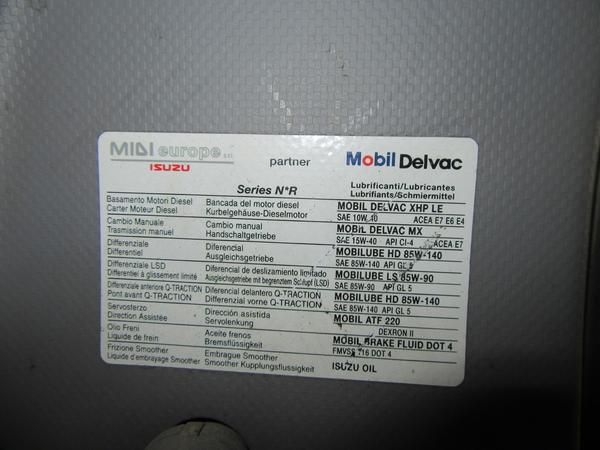 MIDI europe s.r.l
ISUZU
partner
Mobil Delvac
Series N*R
Lubrificanti/Lubricantes
Lubrifiants/Schmiermittel
Basamento Motori Diesel
Carter Moteur Diesel
Bancada del motor diesel
Kurbelgehäuse-Dieselmotor
MOBIL DELVAC XHP LE
SAE 10W 40 ACEA E7 E6 E4
Cambio Manuale
Trasmission manuel
Cambio manual
Handschaltgetriebe
MOBIL DELVAC MX
SAE 15W-40 API CI-4 ACEA E7
Differenziale
Différentiel
Diferencial
Ausgleichsgetriebe
MOBILUBE HD 85W-140
SAE 85W-140 API GL 5
Differenziale LSD
Différentiel à glissement limité
Diferencial de deslizamiento limitado
Ausgleichsgetriebe mit begrenztem Schlupf (LSD)
MOBILUBE LS 85W-90
SAE 85W-90 API GL 5
Differenziale anteriore Q-TRACTION
Pont avant Q-TRACTION
Diferencial delantero Q-TRACTION
Differenzial vorne Q-TRACTION
MOBILUBE HD 85W-140
SAE 85W-140 API GL 5
Servosterzo
Direction Assistée
Dirección asistida
Servolenkung
MOBIL ATF 220
DEXRON II
Olio Freni
Liquide de frein
Aceite frenos
Bremsflüssigkeit
MOBIL BRAKE FLUID DOT 4
FMVSS 116 DOT 4
Frizione Smoother
Liquide d'embrayage Smoother
Embrague Smoother
Smoother Kupplungsflussigkeit
ISUZU OIL